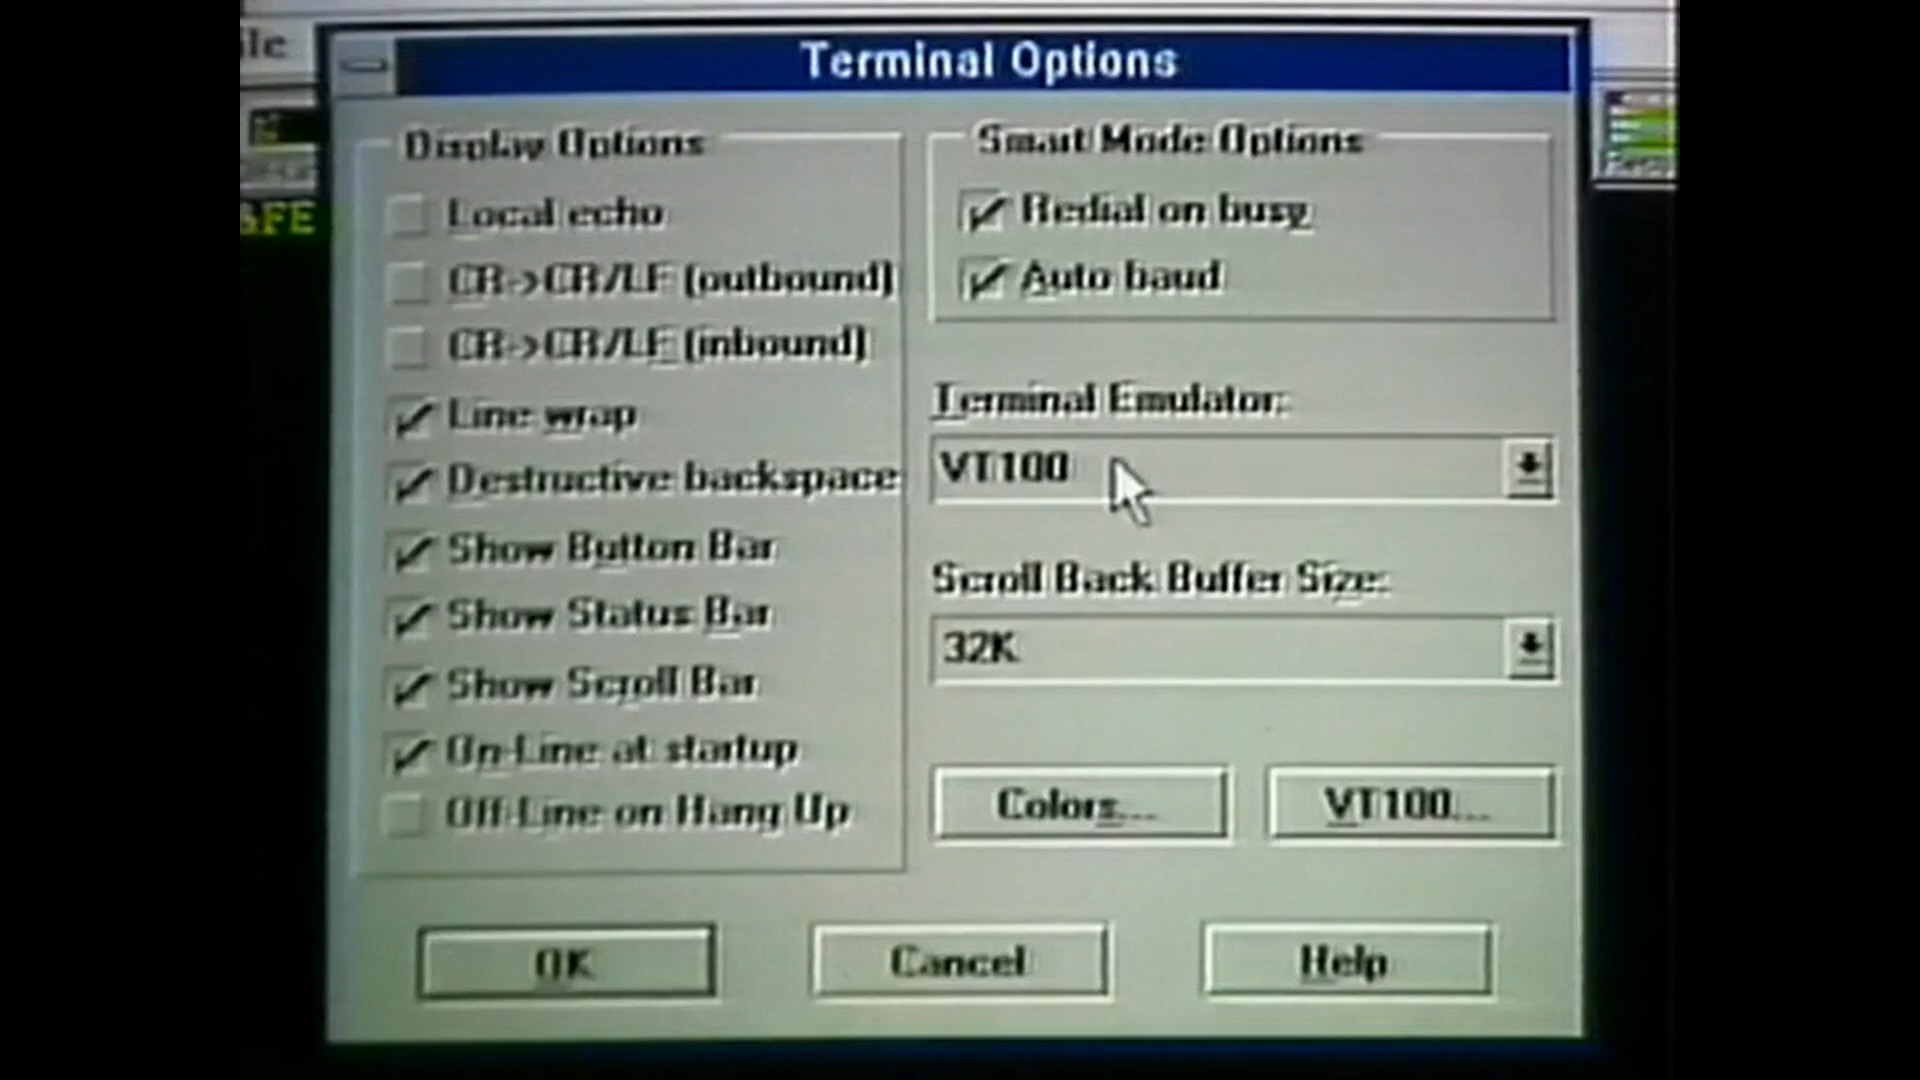 Terminal Options
Display Options
Local echo
CR->CR/LF (outbound)
CR->CR/LF (inbound)
Line wrap
Destructive backspace
Show Button Bar
Show Status Bar
Show Scroll Bar
On-Line at startup
Off-Line on Hang Up
Smart Mode Options
Redial on busy
Auto baud
Terminal Emulator:
VT100
Scroll Back Buffer Size:
32K
Colors...
VT100...
OK
Cancel
Help